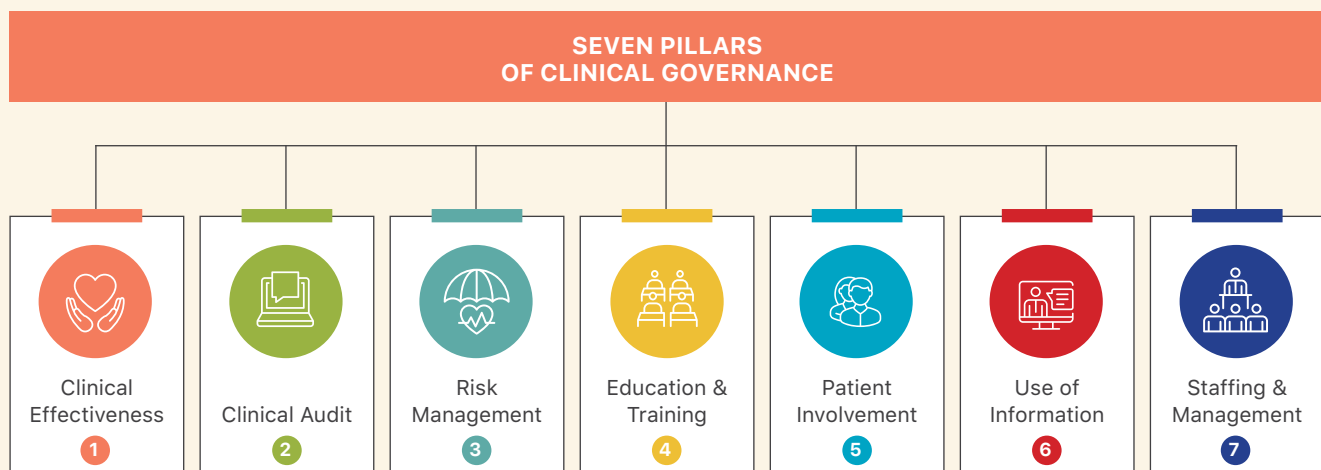 SEVEN PILLARS
OF CLINICAL GOVERNANCE
Clinical
Effectiveness
1
Clinical Audit
2
Risk
Management
3
Education &
Training
4
Patient
Involvement
5
Use of
Information
6
Staffing &
Management
7